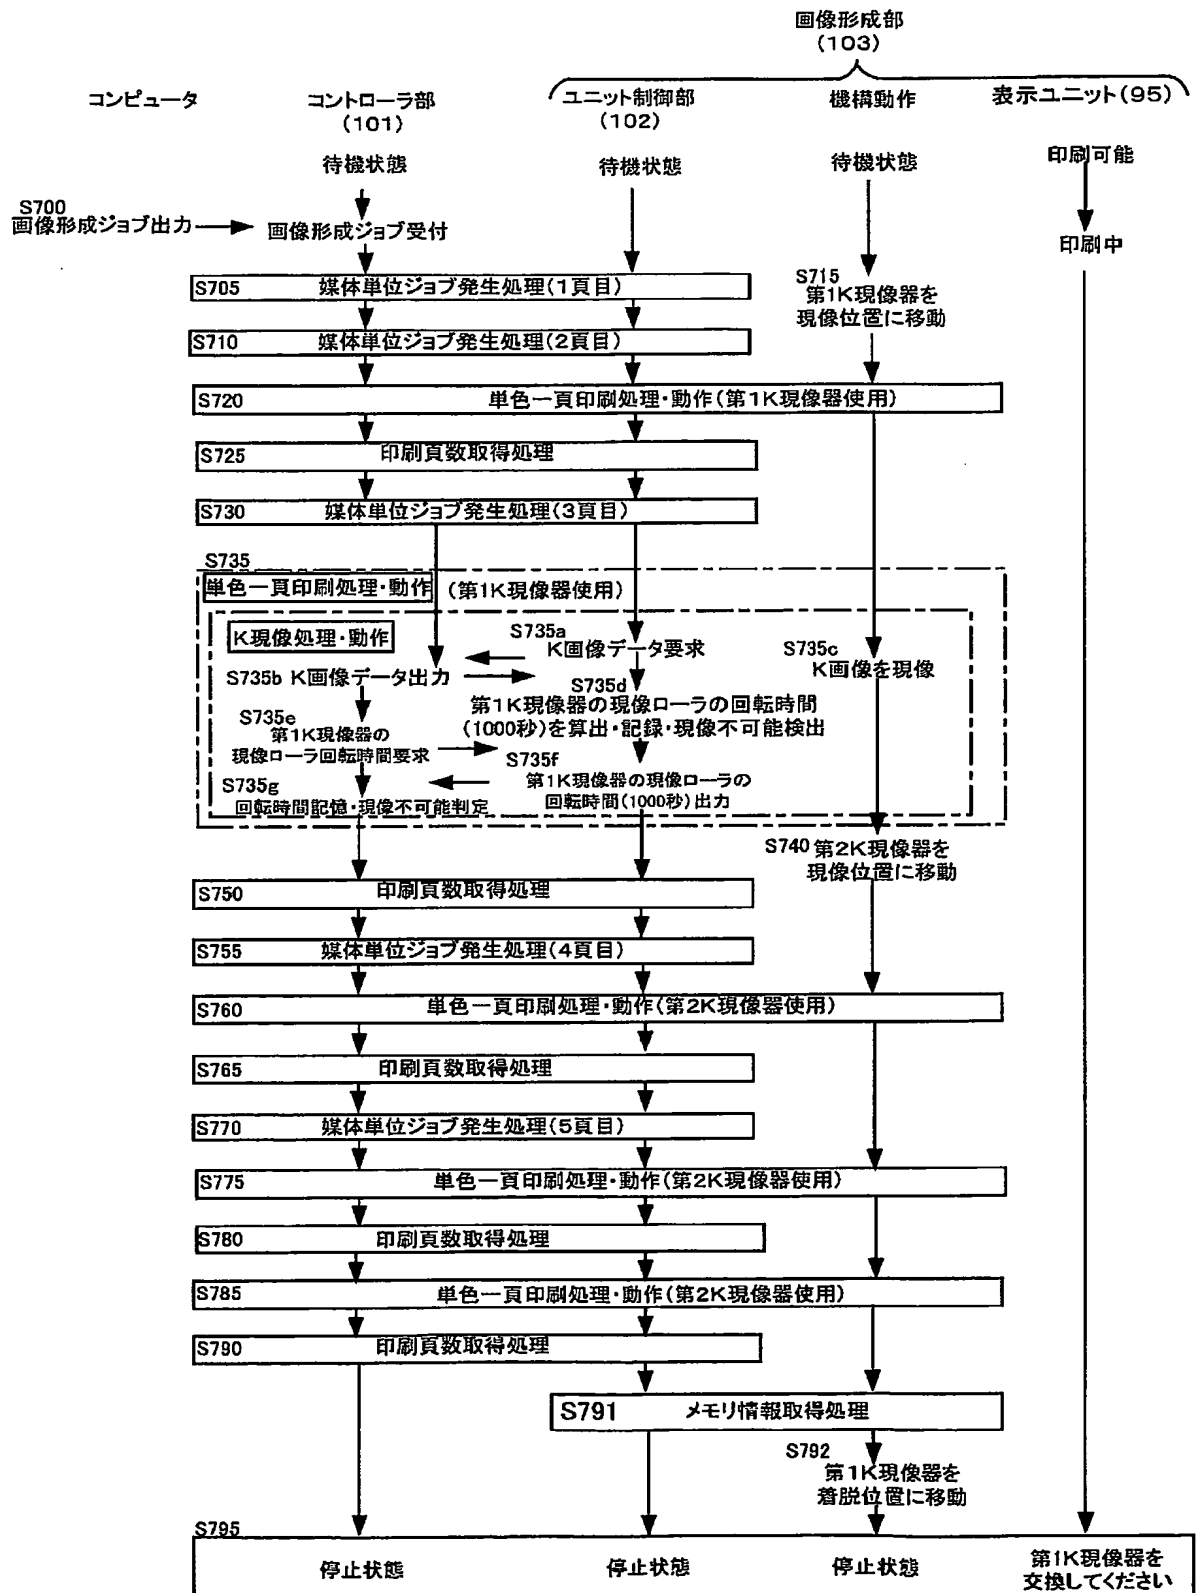 画像形成部
(103)
コンピュータ
コントローラ部
(101)
ユニット制御部
(102)
機構動作
表示ユニット(95)
待機状態
待機状態
待機状態
印刷可能
S700
画像形成ジョブ出力
画像形成ジョブ受付
印刷中
S705 媒体単位ジョブ発生処理(1頁目)
S715
第1K現像器を
現像位置に移動
S710 媒体単位ジョブ発生処理(2頁目)
S720 単色一頁印刷処理・動作(第1K現像器使用)
S725 印刷頁数取得処理
S730 媒体単位ジョブ発生処理(3頁目)
S735
単色一頁印刷処理・動作 (第1K現像器使用)
K現像処理・動作
S735a
K画像データ要求
S735b K画像データ出力
S735c
K画像を現像
S735d
第1K現像器の現像ローラの回転時間
(1000秒)を算出・記録・現像不可能検出
S735e
第1K現像器の
現像ローラ回転時間要求
S735f
第1K現像器の現像ローラの
回転時間(1000秒)出力
S735g
回転時間記憶・現像不可能判定
S740 第2K現像器を
現像位置に移動
S750 印刷頁数取得処理
S755 媒体単位ジョブ発生処理(4頁目)
S760 単色一頁印刷処理・動作(第2K現像器使用)
S765 印刷頁数取得処理
S770 媒体単位ジョブ発生処理(5頁目)
S775 単色一頁印刷処理・動作(第2K現像器使用)
S780 印刷頁数取得処理
S785 単色一頁印刷処理・動作(第2K現像器使用)
S790 印刷頁数取得処理
S791 メモリ情報取得処理
S792
第1K現像器を
着脱位置に移動
S795
停止状態
停止状態
停止状態
第1K現像器を
交換してください